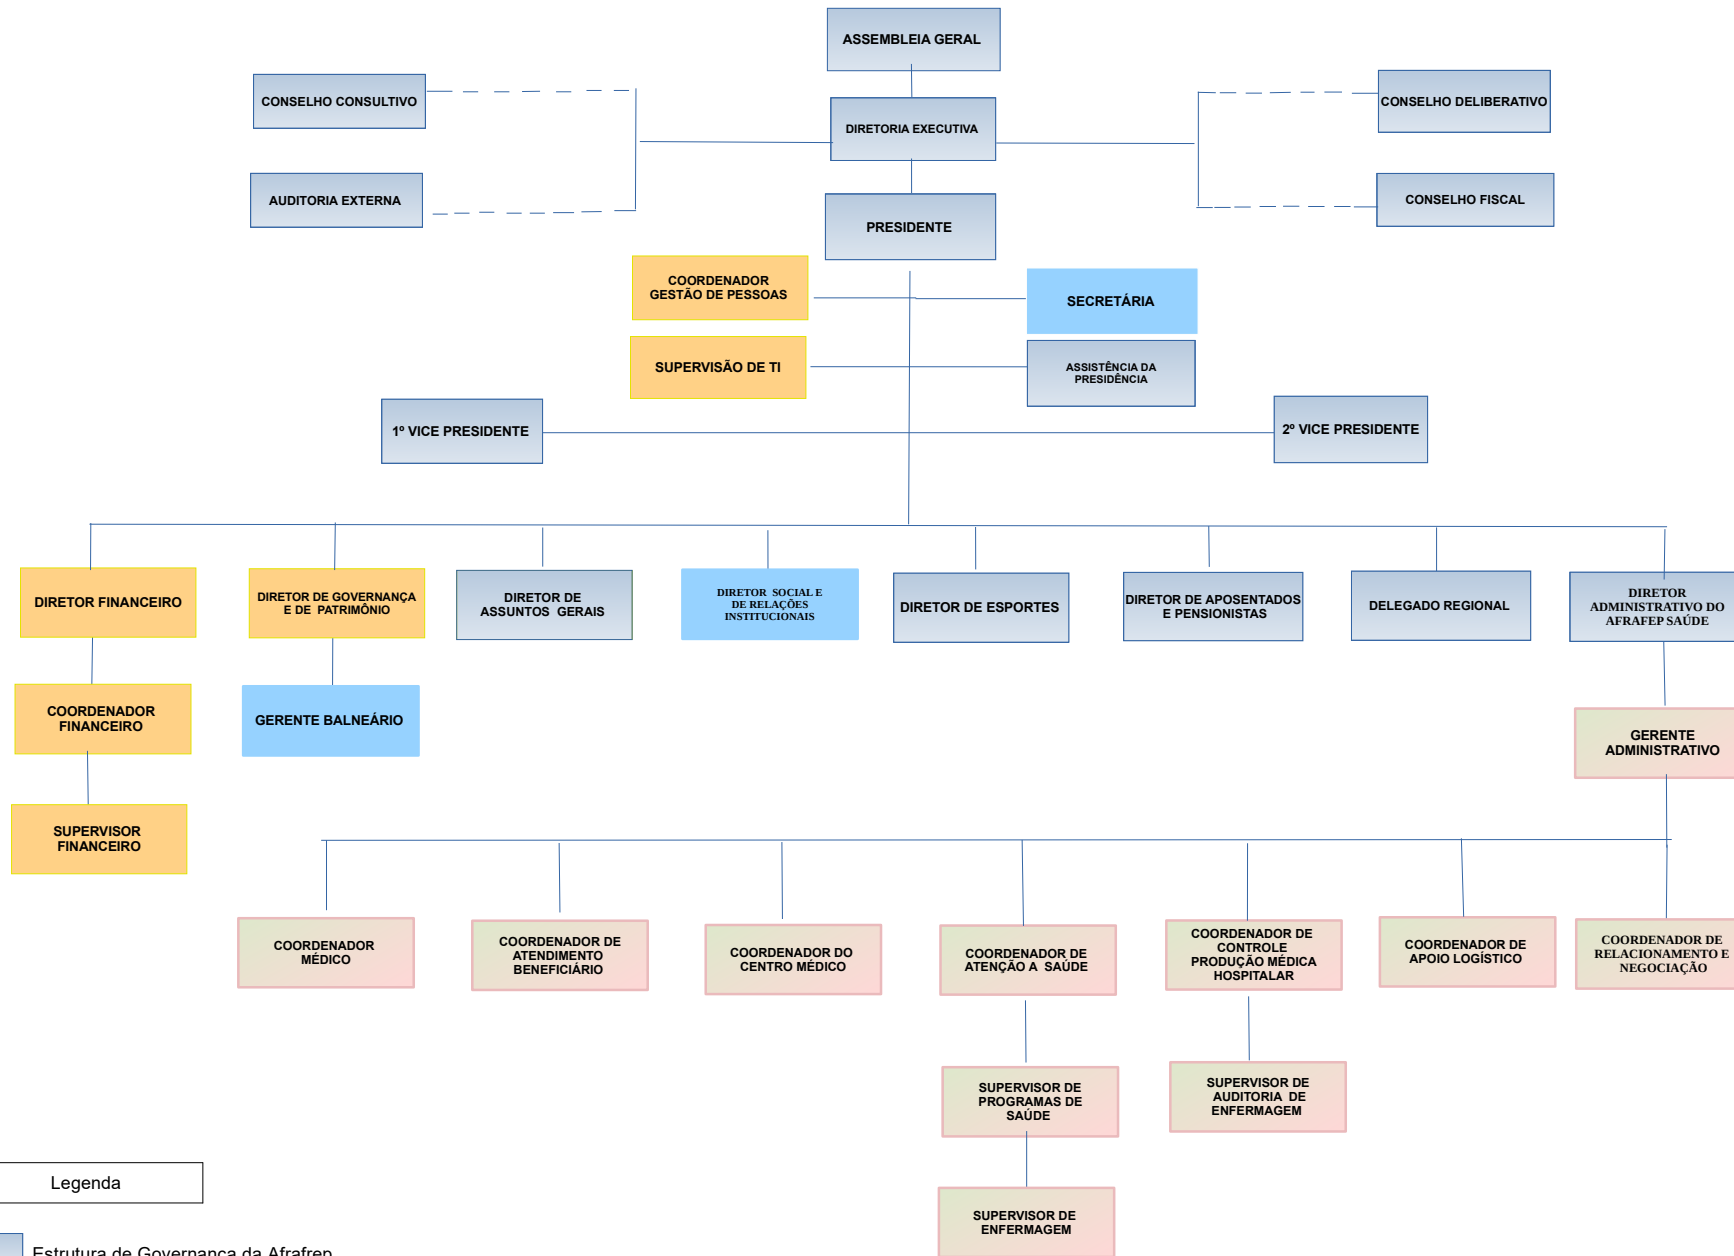 ASSEMBLEIA GERAL
CONSELHO CONSULTIVO
CONSELHO DELIBERATIVO
DIRETORIA EXECUTIVA
AUDITORIA EXTERNA
CONSELHO FISCAL
PRESIDENTE
COORDENADOR
GESTÃO DE PESSOAS
SECRETÁRIA
SUPERVISÃO DE TI
ASSISTÊNCIA DA
PRESIDÊNCIA
1º VICE PRESIDENTE
2º VICE PRESIDENTE
DIRETOR FINANCEIRO
DIRETOR DE GOVERNANÇA
E DE PATRIMÔNIO
DIRETOR DE
ASSUNTOS GERAIS
DIRETOR SOCIAL E
DE RELAÇÕES
INSTITUCIONAIS
DIRETOR DE ESPORTES
DIRETOR DE APOSENTADOS
E PENSIONISTAS
DELEGADO REGIONAL
DIRETOR
ADMINISTRATIVO DO
AFRAFEP SAÚDE
COORDENADOR
FINANCEIRO
GERENTE BALNEÁRIO
GERENTE
ADMINISTRATIVO
SUPERVISOR
FINANCEIRO
COORDENADOR
MÉDICO
COORDENADOR DE
ATENDIMENTO
BENEFICIÁRIO
COORDENADOR DO
CENTRO MÉDICO
COORDENADOR DE
ATENÇÃO A SAÚDE
COORDENADOR DE
CONTROLE
PRODUÇÃO MÉDICA
HOSPITALAR
COORDENADOR DE
APOIO LOGÍSTICO
COORDENADOR DE
RELACIONAMENTO E
NEGOCIAÇÃO
SUPERVISOR DE
PROGRAMAS DE
SAÚDE
SUPERVISOR DE
AUDITORIA DE
ENFERMAGEM
SUPERVISOR DE
ENFERMAGEM
Legenda
Estrutura de Governança da Afrafrep